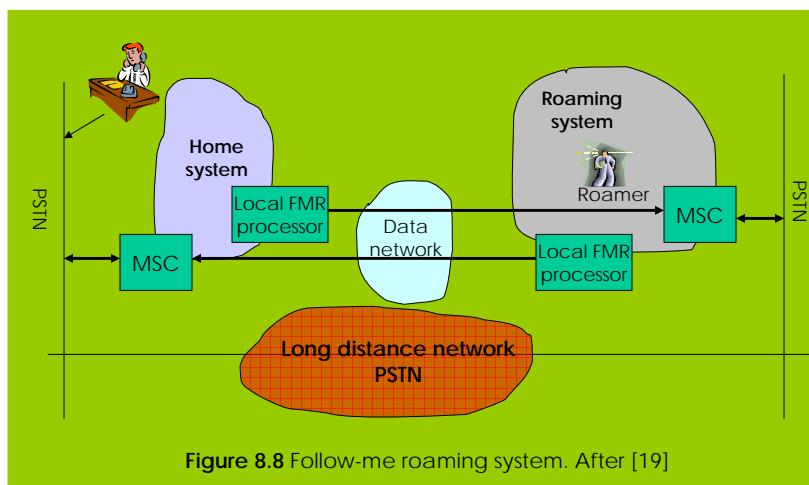 Roaming
system
Home
system
PSTN
PSTN
Roamer
Local FMR
processor
MSC
Data
network
MSC
Local FMR
processor
Long distance network
PSTN
Figure 8.8 Follow-me roaming system. After [19]